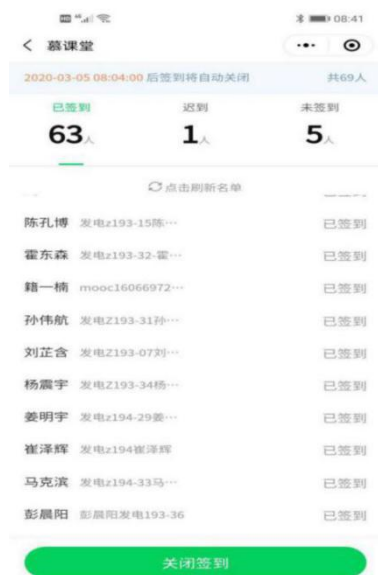 08:41
慕课堂
2020-03-05 08:04:00 后签到将自动关闭 共69人
已签到 迟到 未签到
63人 1人 5人
点击刷新名单
陈孔博 发电z193-15陈… 已签到
霍东森 发电z193-32-霍… 已签到
籍一楠 mooc16066972… 已签到
孙伟航 发电Z193-31孙… 已签到
刘芷含 发电Z193-07刘… 已签到
杨震宇 发电Z193-34杨… 已签到
姜明宇 发电z194-29姜… 已签到
崔泽辉 发电z194崔泽辉 已签到
马克滨 发电z194-33马… 已签到
彭晨阳 彭晨阳发电193-36 已签到
关闭签到